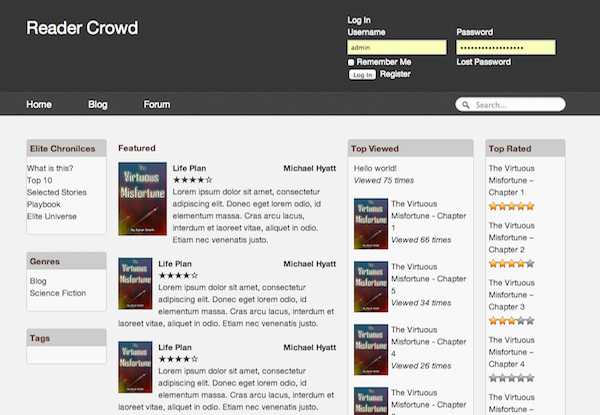 Reader Crowd
Log In
Username
Password
admin
Remember Me
Lost Password
Log In
Register
Home
Blog
Forum
Search...
Elite Chronilces
What is this?
Top 10
Selected Stories
Playbook
Elite Universe
Genres
Blog
Science Fiction
Tags
Featured
The
Virtuous
Misfortune
Life Plan
Michael Hyatt
★★★★☆
Lorem ipsum dolor sit amet, consectetur
adipiscing elit. Donec eget lorem odio, id
elementum massa. Cras arcu lacus,
interdum et laoreet vitae, aliquet in odio.
Etiam nec venenatis justo.
The
Virtuous
Misfortune
Life Plan
Michael Hyatt
★★★★☆
Lorem ipsum dolor sit amet, consectetur
adipiscing elit. Donec eget lorem odio, id
elementum massa. Cras arcu lacus, interdum et
laoreet vitae, aliquet in odio. Etiam nec venenatis justo.
The
Virtuous
Misfortune
Life Plan
Michael Hyatt
★★★★☆
Lorem ipsum dolor sit amet, consectetur
adipiscing elit. Donec eget lorem odio, id
elementum massa. Cras arcu lacus, interdum et
Top Viewed
Hello world!
Viewed 75 times
The
Virtuous
Misfortune
The Virtuous
Misfortune - Chapter
1
Viewed 66 times
The
Virtuous
Misfortune
The Virtuous
Misfortune - Chapter
5
Viewed 34 times
The
Virtuous
Misfortune
The Virtuous
Misfortune - Chapter
4
Viewed 26 times
The
Virtuous
Misfortune
The Virtuous
Misfortune - Chapter
Top Rated
The Virtuous
Misfortune –
Chapter 1
The Virtuous
Misfortune –
Chapter 2
The Virtuous
Misfortune –
Chapter 3
The Virtuous
Misfortune –
Chapter 4
The Virtuous
Misfortune –